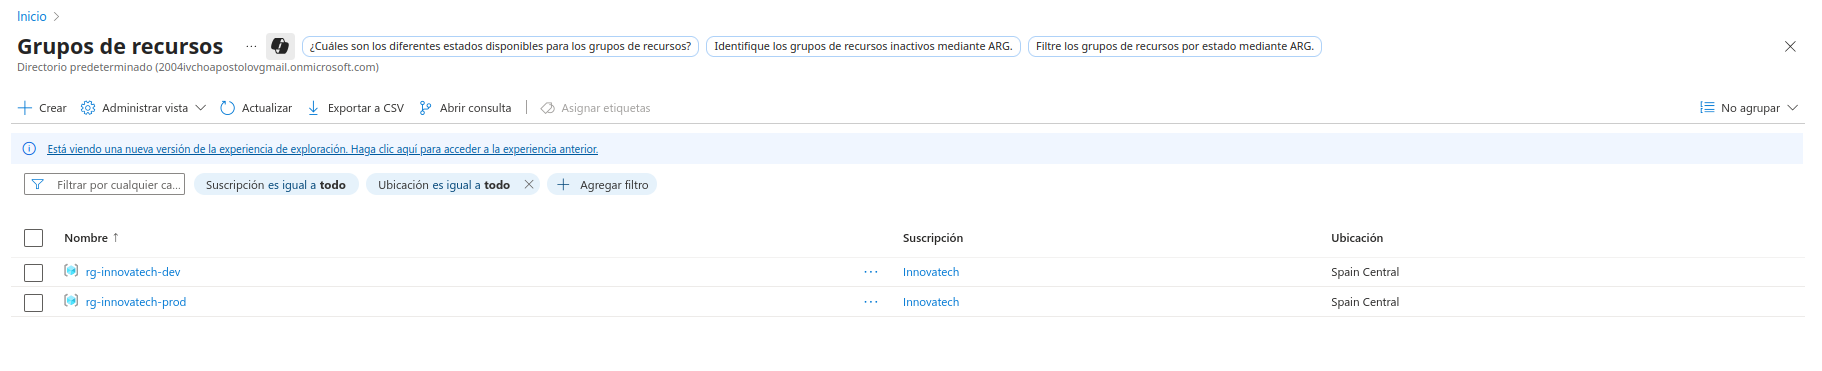 Inicio
Grupos de recursos ... ¿Cuáles son los diferentes estados disponibles para los grupos de recursos? Identifique los grupos de recursos inactivos mediante ARG. Filtre los grupos de recursos por estado mediante ARG.
Directorio predeterminado (2004ivchoapostolovgmail.onmicrosoft.com)
Crear Administrar vista Actualizar Exportar a CSV Abrir consulta Asignar etiquetas No agrupar
Está viendo una nueva versión de la experiencia de exploración. Haga clic aquí para acceder a la experiencia anterior.
Filtrar por cualquier ca... Suscripción es igual a todo Ubicación es igual a todo Agregar filtro
Nombre ↑ Suscripción Ubicación
rg-innovatech-dev ... Innovatech Spain Central
rg-innovatech-prod ... Innovatech Spain Central